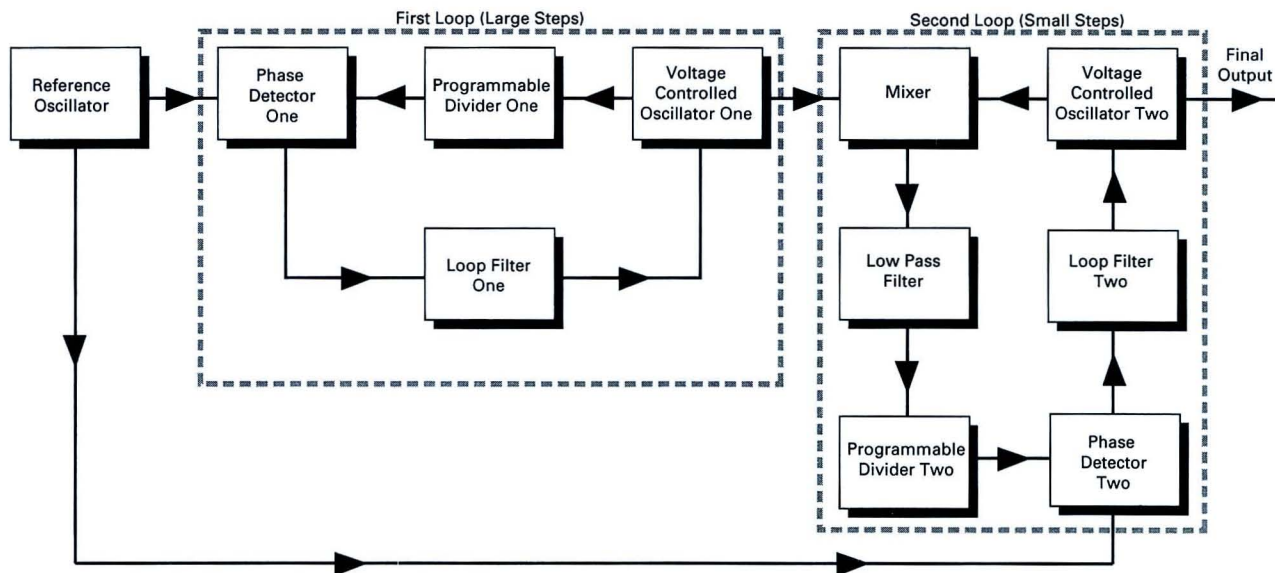 First Loop (Large Steps)
Second Loop (Small Steps)
Reference
Oscillator
Phase
Detector
One
Programmable
Divider One
Voltage
Controlled
Oscillator One
Mixer
Voltage
Controlled
Oscillator Two
Final
Output
Loop Filter
One
Low Pass
Filter
Loop Filter
Two
Programmable
Divider Two
Phase
Detector
Two